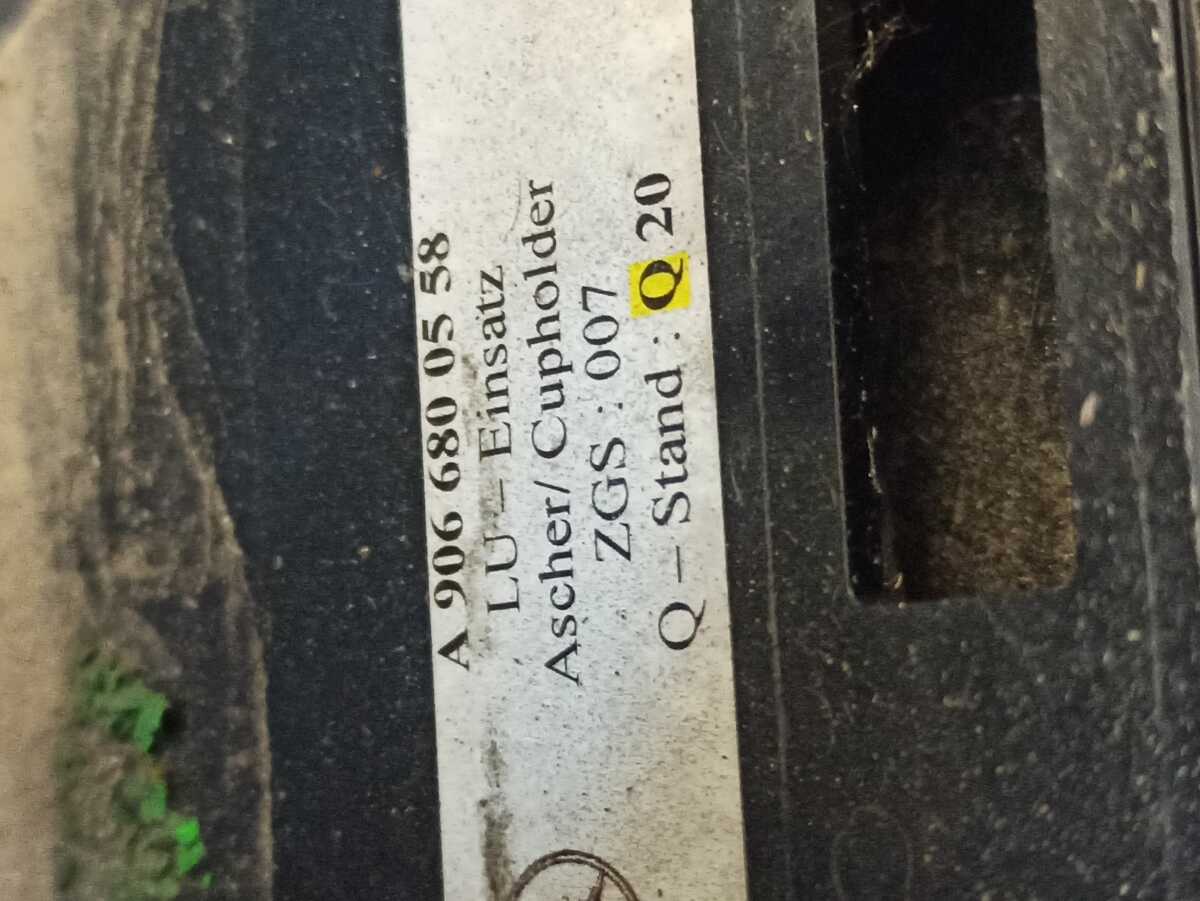 A 906 680 05 58
LU – Einsatz
Ascher/ Cupholder
ZGS : 007
Q – Stand : Q 20